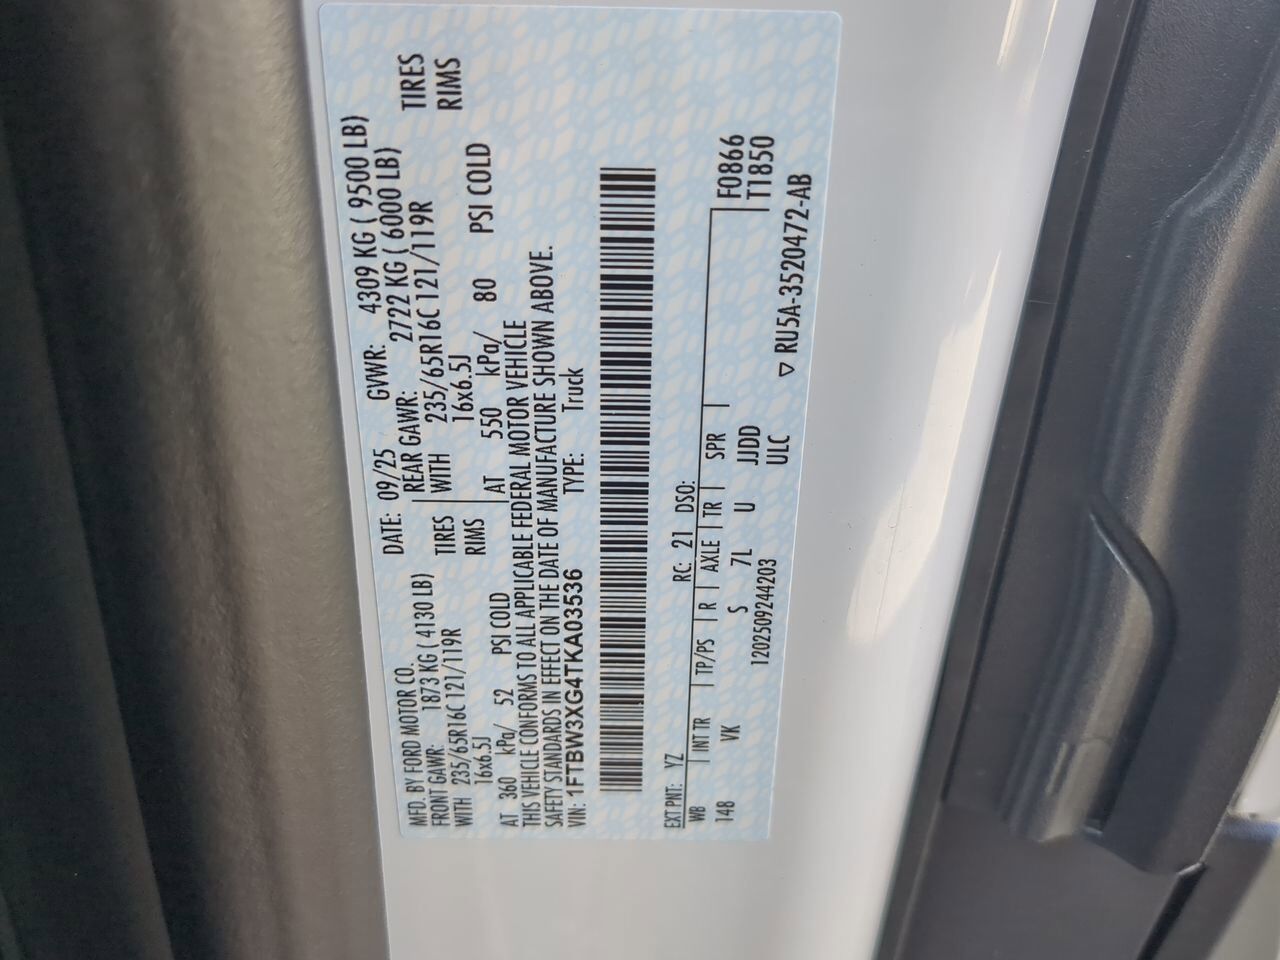 MFD. BY FORD MOTOR CO. DATE: 09/25 GVWR: 4309 KG ( 9500 LB)
FRONT GAWR: 1873 KG ( 4130 LB) REAR GAWR: 2722 KG ( 6000 LB)
WITH 235/65R16C 121/119R TIRES WITH 235/65R16C 121/119R TIRES
16x6.5J RIMS 16x6.5J RIMS
AT 360 kPa/ 52 PSI COLD AT 550 kPa/ 80 PSI COLD
THIS VEHICLE CONFORMS TO ALL APPLICABLE FEDERAL MOTOR VEHICLE
SAFETY STANDARDS IN EFFECT ON THE DATE OF MANUFACTURE SHOWN ABOVE.
VIN: 1FTBW3XG4TKA03536 TYPE: Truck
EXT PNT: YZ RC: 21 DSO: F0866
WB INT TR TP/PS R AXLE TR SPR T1850
148 VK S 7L U JJDD
1202509244203 ULC ▽ RU5A-3520472-AB